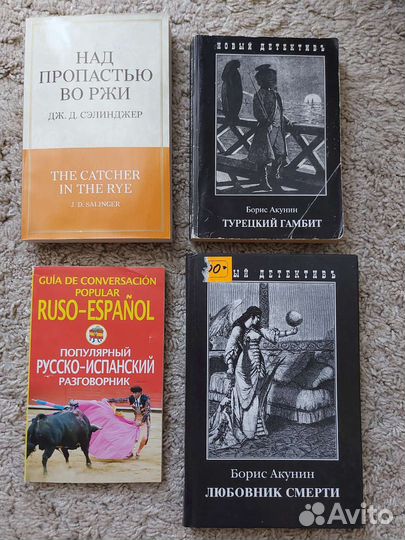 НАД
ПРОПАСТЬЮ
ВО РЖИ
ДЖ. Д. СЭЛИНДЖЕР
THE CATCHER
IN THE RYE
J. D. SALINGER
НОВЫЙ ДЕТЕКТИВЪ
Борис Акунин
ТУРЕЦКИЙ ГАМБИТ
GUÍA DE CONVERSACIÓN
POPULAR
RUSO-ESPAÑOL
ПОПУЛЯРНЫЙ
РУССКО-ИСПАНСКИЙ
РАЗГОВОРНИК
ЫЙ ДЕТЕКТИВЪ
Борис Акунин
ЛЮБОВНИК СМЕРТИ
Avito